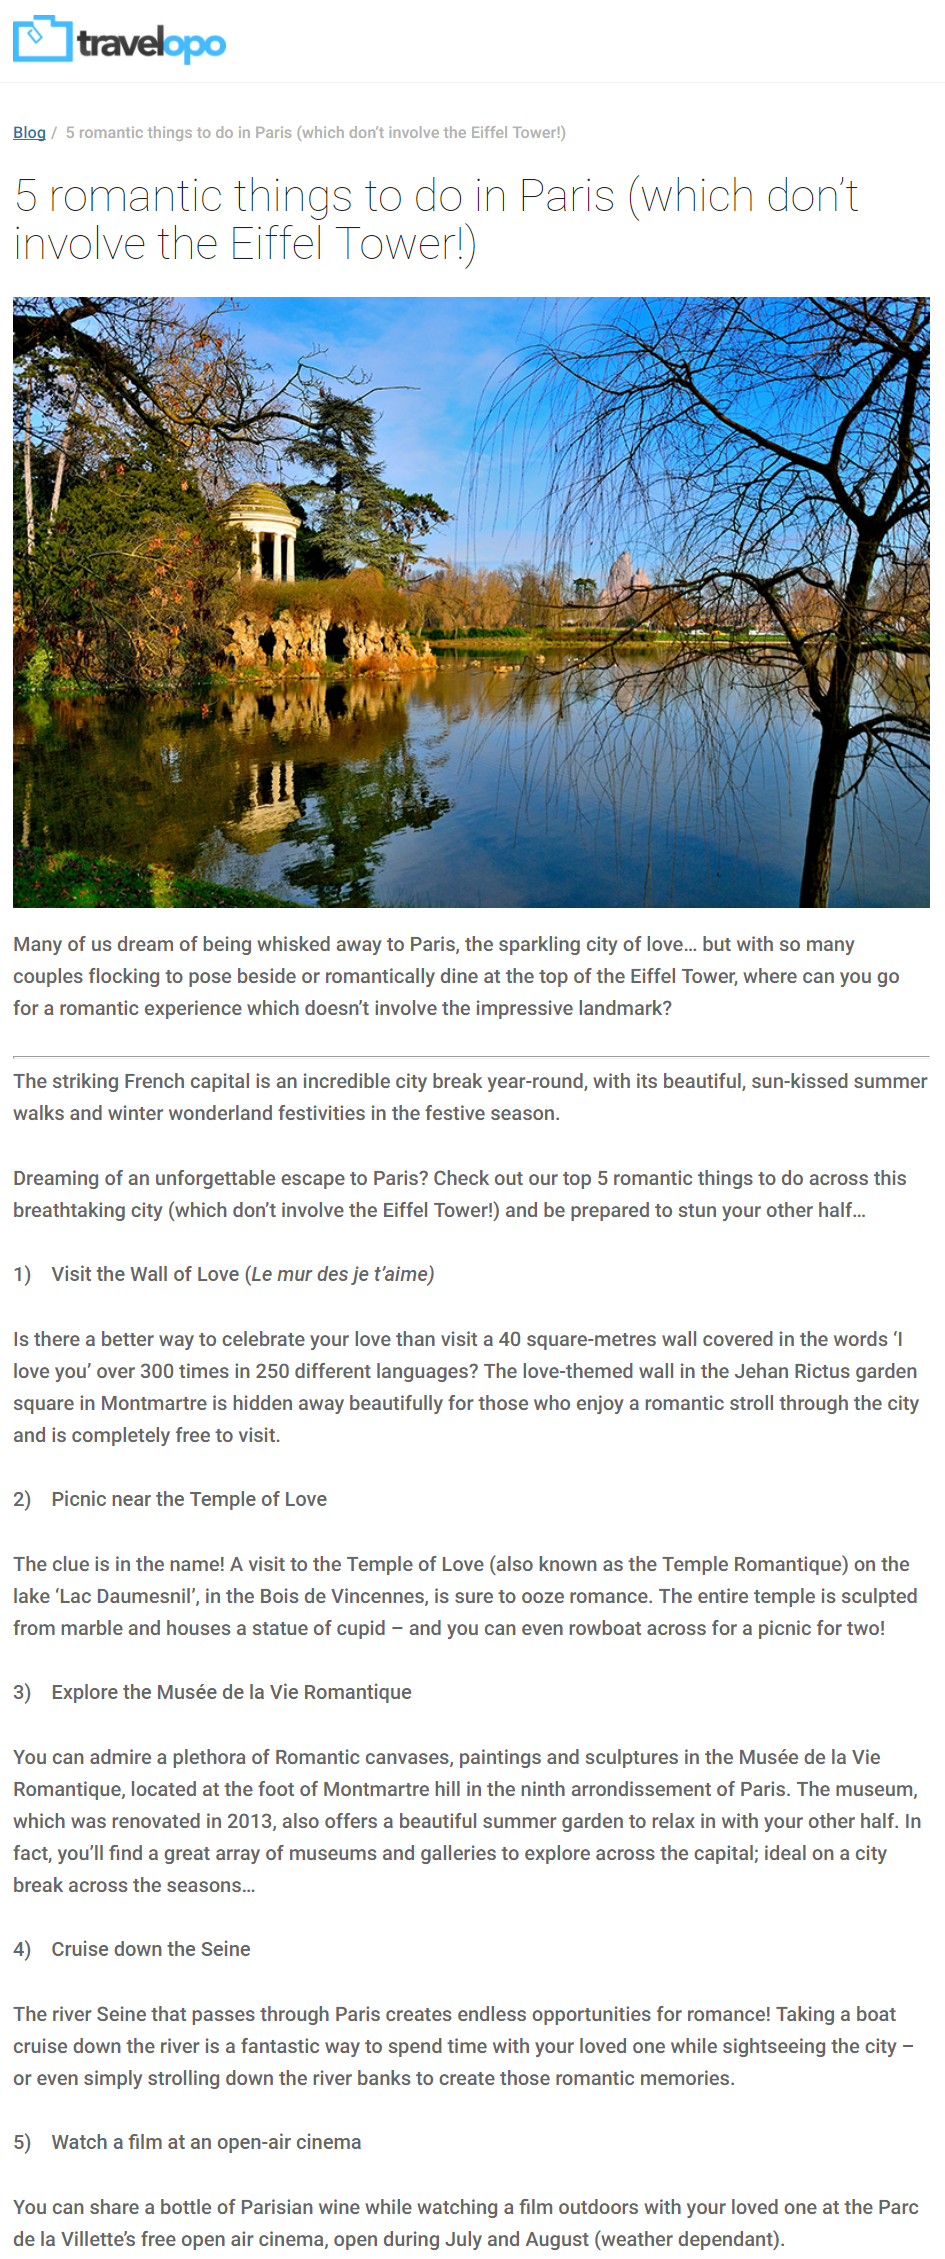 travelopo
Blog / 5 romantic things to do in Paris (which don’t involve the Eiffel Tower!)
5 romantic things to do in Paris (which don’t
involve the Eiffel Tower!)
Many of us dream of being whisked away to Paris, the sparkling city of love… but with so many
couples flocking to pose beside or romantically dine at the top of the Eiffel Tower, where can you go
for a romantic experience which doesn’t involve the impressive landmark?
The striking French capital is an incredible city break year-round, with its beautiful, sun-kissed summer
walks and winter wonderland festivities in the festive season.
Dreaming of an unforgettable escape to Paris? Check out our top 5 romantic things to do across this
breathtaking city (which don’t involve the Eiffel Tower!) and be prepared to stun your other half…
1) Visit the Wall of Love (Le mur des je t’aime)
Is there a better way to celebrate your love than visit a 40 square-metres wall covered in the words ‘I
love you’ over 300 times in 250 different languages? The love-themed wall in the Jehan Rictus garden
square in Montmartre is hidden away beautifully for those who enjoy a romantic stroll through the city
and is completely free to visit.
2) Picnic near the Temple of Love
The clue is in the name! A visit to the Temple of Love (also known as the Temple Romantique) on the
lake ‘Lac Daumesnil’, in the Bois de Vincennes, is sure to ooze romance. The entire temple is sculpted
from marble and houses a statue of cupid – and you can even rowboat across for a picnic for two!
3) Explore the Musée de la Vie Romantique
You can admire a plethora of Romantic canvases, paintings and sculptures in the Musée de la Vie
Romantique, located at the foot of Montmartre hill in the ninth arrondissement of Paris. The museum,
which was renovated in 2013, also offers a beautiful summer garden to relax in with your other half. In
fact, you’ll find a great array of museums and galleries to explore across the capital; ideal on a city
break across the seasons…
4) Cruise down the Seine
The river Seine that passes through Paris creates endless opportunities for romance! Taking a boat
cruise down the river is a fantastic way to spend time with your loved one while sightseeing the city –
or even simply strolling down the river banks to create those romantic memories.
5) Watch a film at an open-air cinema
You can share a bottle of Parisian wine while watching a film outdoors with your loved one at the Parc
de la Villette’s free open air cinema, open during July and August (weather dependant).